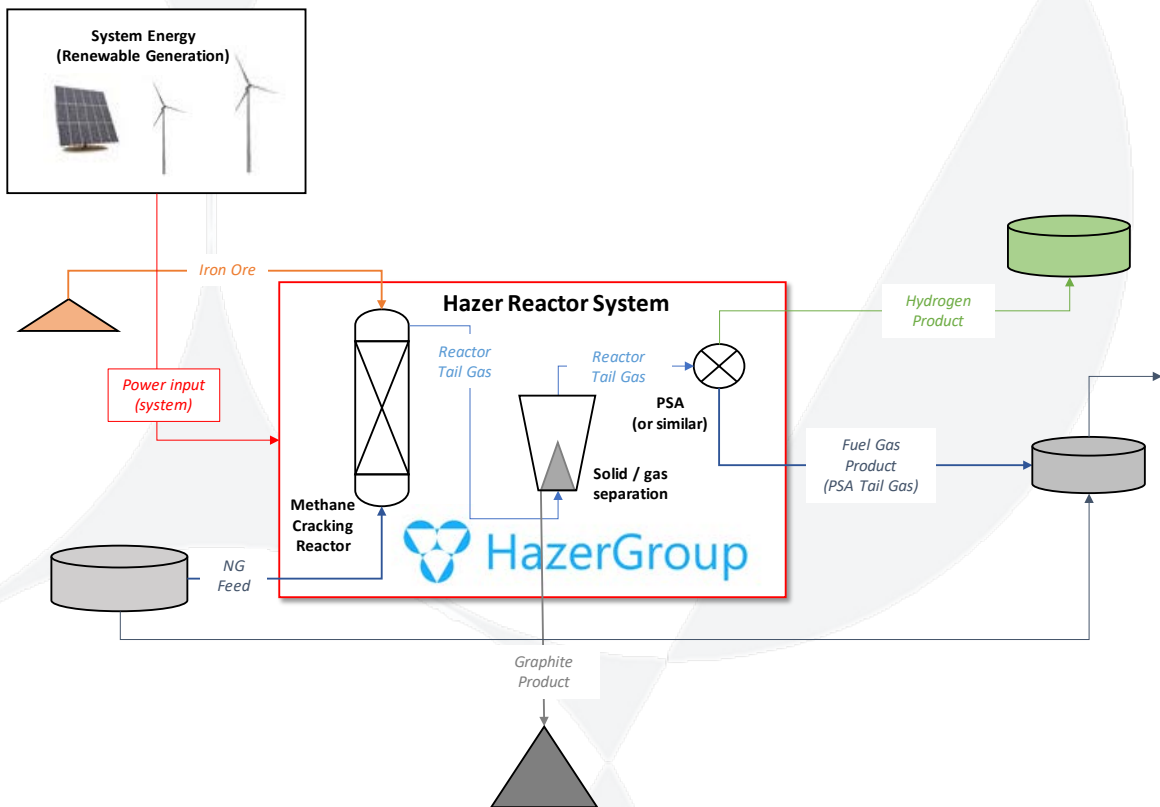 System Energy
(Renewable Generation)
Iron Ore
Hazer Reactor System
Hydrogen
Product
Reactor
Tail Gas
Reactor
Tail Gas
Power input
(system)
PSA
(or similar)
Fuel Gas
Product
(PSA Tail Gas)
Solid / gas
separation
Methane
Cracking
Reactor
HazerGroup
NG
Feed
Graphite
Product